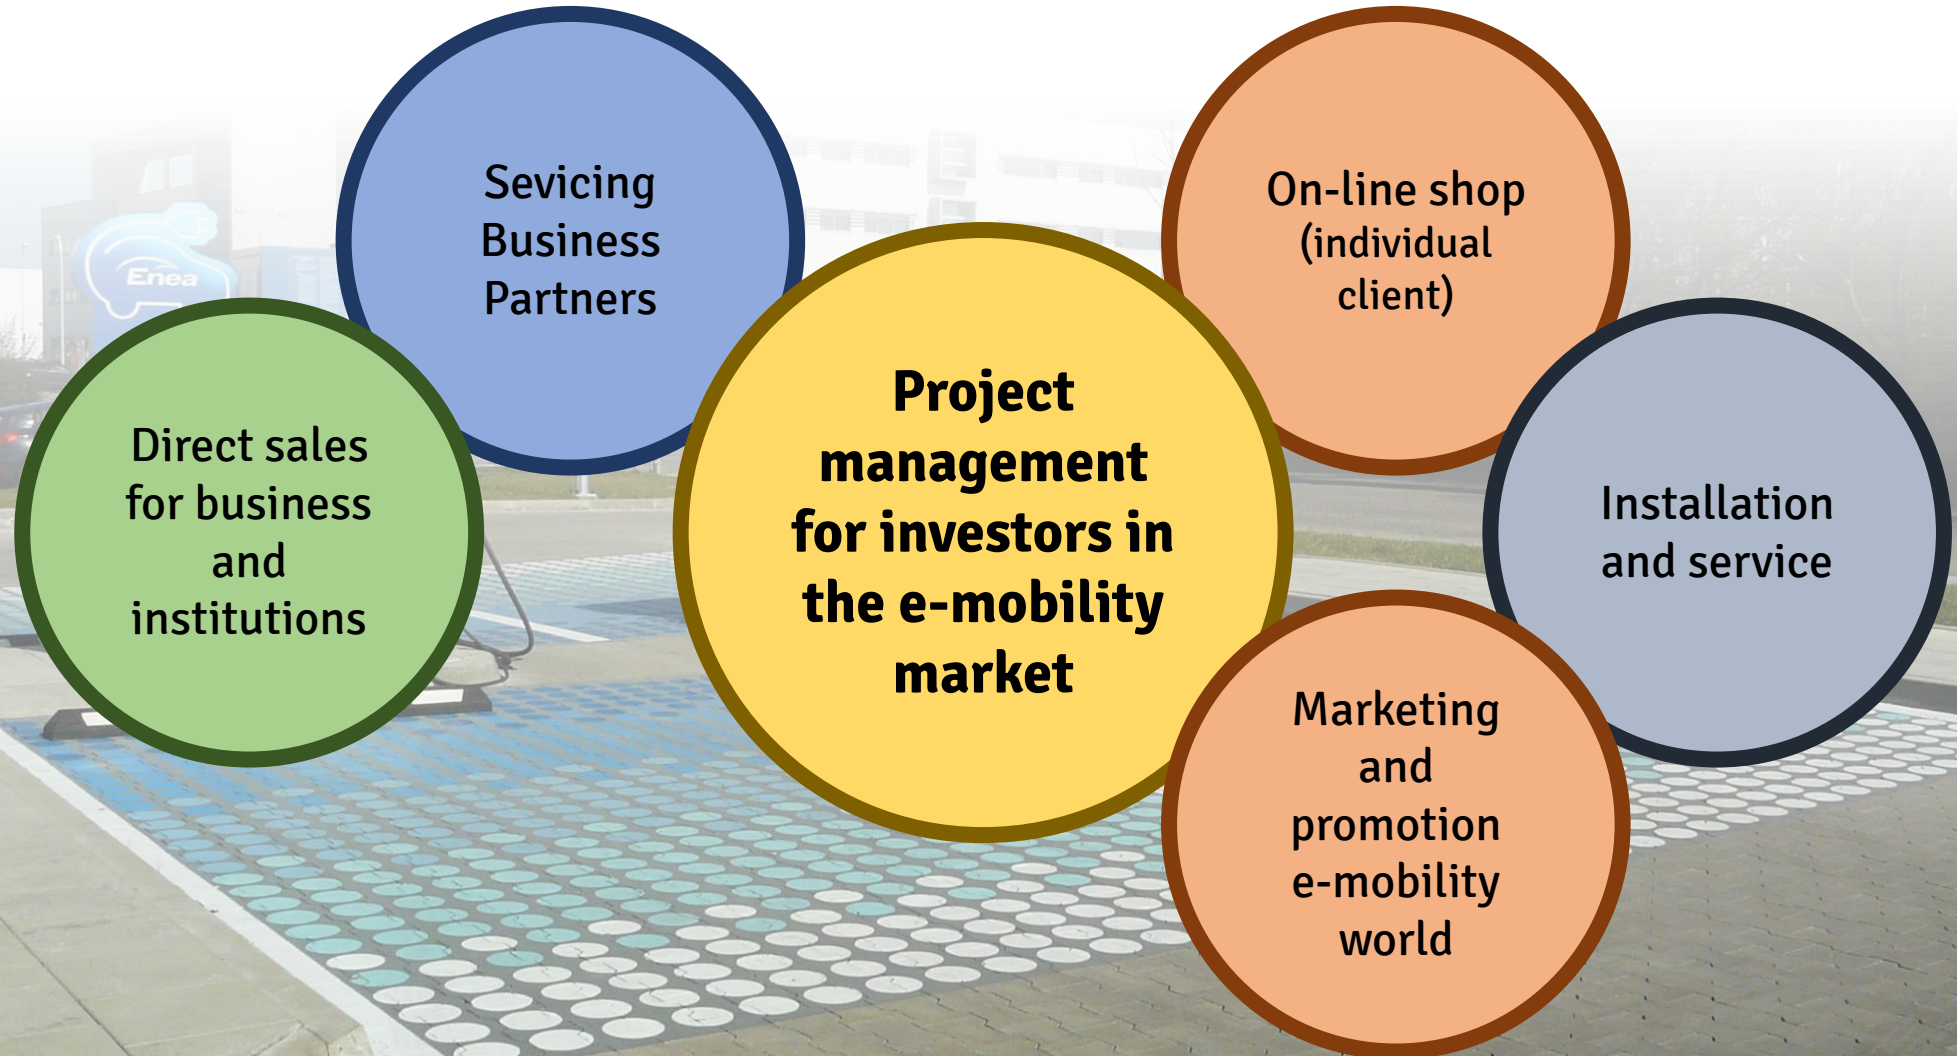 Sevicing
Business
Partners
On-line shop
(individual
client)
Enea
Direct sales
for business
and
institutions
Project
management
for investors in
the e-mobility
market
Installation
and service
Marketing
and
promotion
e-mobility
world